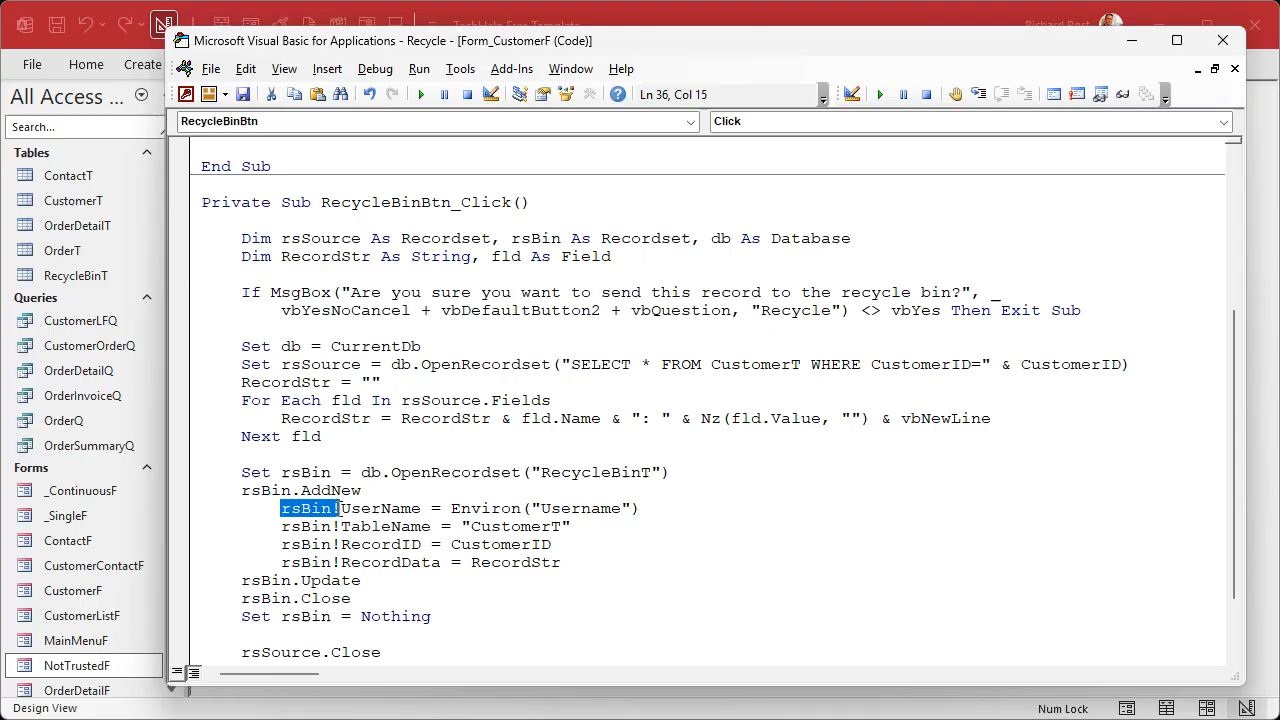 TechHelp Free Template
Richard Rost
File Home Create
Microsoft Visual Basic for Applications - Recycle - [Form_CustomerF (Code)]
File Edit View Insert Debug Run Tools Add-Ins Window Help
Ln 36, Col 15
All Access ...
Search...
Tables
ContactT
CustomerT
OrderDetailT
OrderT
RecycleBinT
Queries
CustomerLFQ
CustomerOrderQ
OrderDetailQ
OrderInvoiceQ
OrderQ
OrderSummaryQ
Forms
_ContinuousF
_SingleF
ContactF
CustomerContactF
CustomerF
CustomerListF
MainMenuF
NotTrustedF
OrderDetailF
RecycleBinBtn
Click
End Sub
Private Sub RecycleBinBtn_Click()
Dim rsSource As Recordset, rsBin As Recordset, db As Database
Dim RecordStr As String, fld As Field
If MsgBox("Are you sure you want to send this record to the recycle bin?", _
vbYesNoCancel + vbDefaultButton2 + vbQuestion, "Recycle") <> vbYes Then Exit Sub
Set db = CurrentDb
Set rsSource = db.OpenRecordset("SELECT * FROM CustomerT WHERE CustomerID=" & CustomerID)
RecordStr = ""
For Each fld In rsSource.Fields
RecordStr = RecordStr & fld.Name & ": " & Nz(fld.Value, "") & vbNewLine
Next fld
Set rsBin = db.OpenRecordset("RecycleBinT")
rsBin.AddNew
rsBin!UserName = Environ("Username")
rsBin!TableName = "CustomerT"
rsBin!RecordID = CustomerID
rsBin!RecordData = RecordStr
rsBin.Update
rsBin.Close
Set rsBin = Nothing
rsSource.Close
Design View
Num Lock